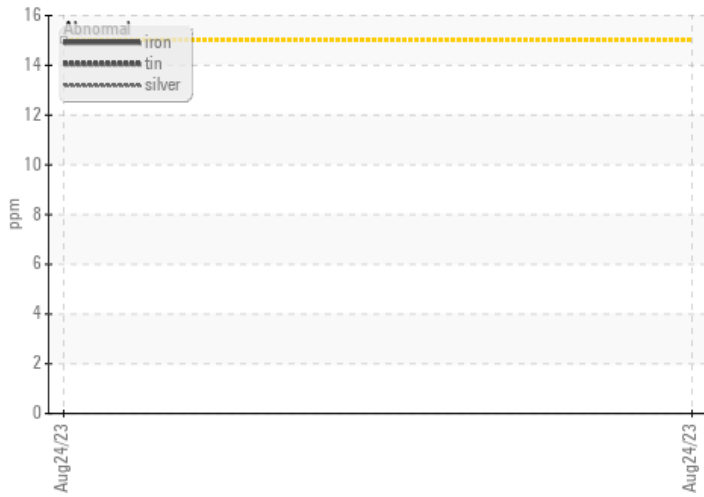 16
Abnormal
iron
tin
silver
14
12
10
8
6
4
2
0
ppm
Aug24/23
Aug24/23